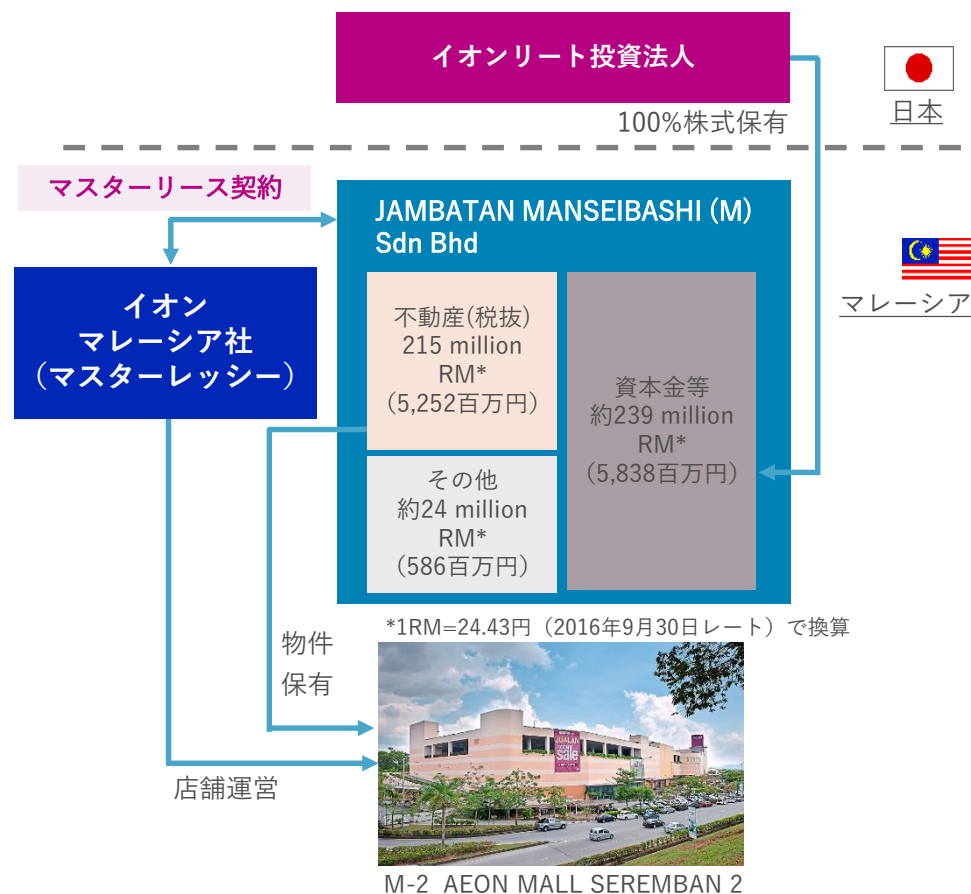 イオンリート投資法人
日本
100%株式保有
マスターリース契約
JAMBATAN MANSEIBASHI (M)
Sdn Bhd
マレーシア
イオン
マレーシア社
（マスターレッシー）
不動産(税抜)
215 million
RM*
(5,252百万円)
資本金等
約239 million
RM*
(5,838百万円)
その他
約24 million
RM*
(586百万円)
*1RM=24.43円（2016年9月30日レート）で換算
物件
保有
JUALAN
sale
店舗運営
M-2 AEON MALL SEREMBAN 2